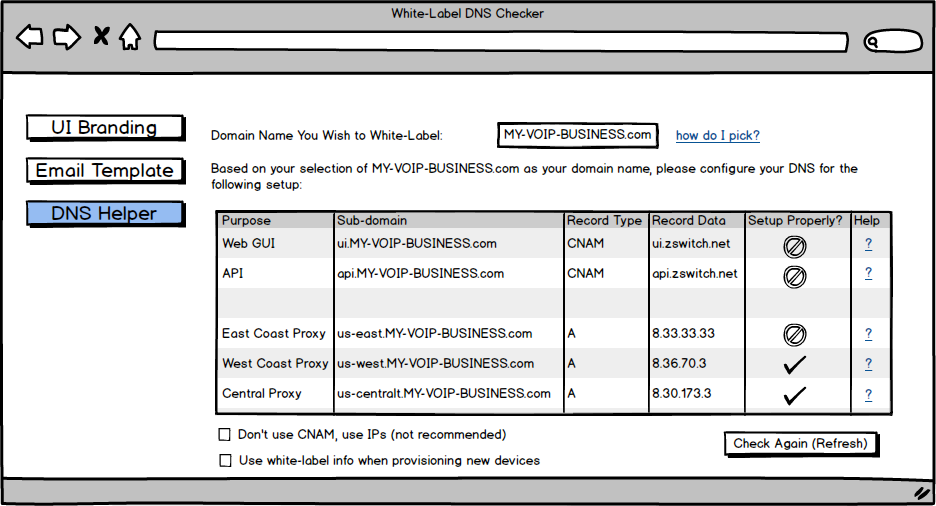 White-Label DNS Checker
UI Branding
Email Template
DNS Helper
Domain Name You Wish to White-Label: MY-VOIP-BUSINESS.com how do I pick?
Based on your selection of MY-VOIP-BUSINESS.com as your domain name, please configure your DNS for the
following setup:
Purpose Sub-domain Record Type Record Data Setup Properly? Help
Web GUI ui.MY-VOIP-BUSINESS.com CNAM ui.zswitch.net ?
API api.MY-VOIP-BUSINESS.com CNAM api.zswitch.net ?
East Coast Proxy us-east.MY-VOIP-BUSINESS.com A 8.33.33.33 ?
West Coast Proxy us-west.MY-VOIP-BUSINESS.com A 8.36.70.3 ?
Central Proxy us-centralt.MY-VOIP-BUSINESS.com A 8.30.173.3 ?
Don't use CNAM, use IPs (not recommended)
Check Again (Refresh)
Use white-label info when provisioning new devices